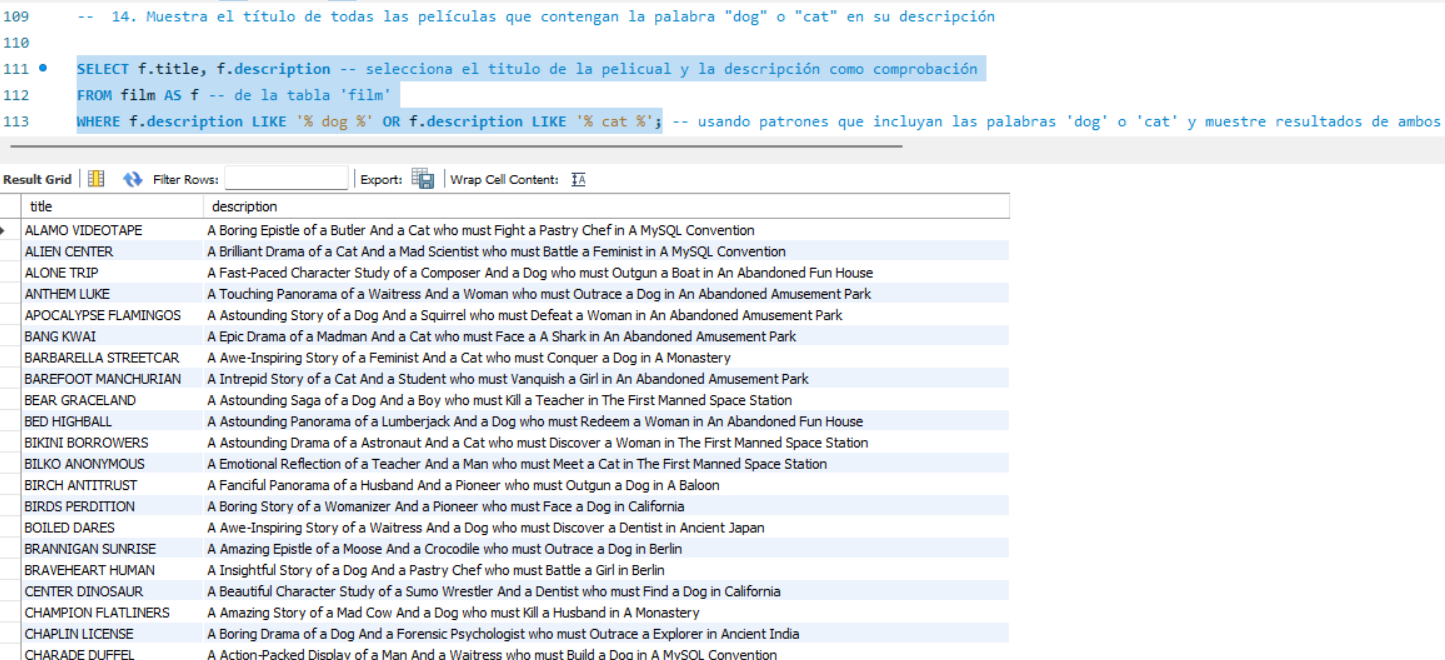 109 -- 14. Muestra el título de todas las películas que contengan la palabra "dog" o "cat" en su descripción
110
111 SELECT f.title, f.description -- selecciona el titulo de la pelicual y la descripción como comprobación
112 FROM film AS f -- de la tabla 'film'
113 WHERE f.description LIKE '% dog %' OR f.description LIKE '% cat %'; -- usando patrones que incluyan las palabras 'dog' o 'cat' y muestre resultados de ambos
Result Grid Filter Rows: Export: Wrap Cell Content:
title description
ALAMO VIDEOTAPE A Boring Epistle of a Butler And a Cat who must Fight a Pastry Chef in A MySQL Convention
ALIEN CENTER A Brilliant Drama of a Cat And a Mad Scientist who must Battle a Feminist in A MySQL Convention
ALONE TRIP A Fast-Paced Character Study of a Composer And a Dog who must Outgun a Boat in An Abandoned Fun House
ANTHEM LUKE A Touching Panorama of a Waitress And a Woman who must Outrace a Dog in An Abandoned Amusement Park
APOCALYPSE FLAMINGOS A Astounding Story of a Dog And a Squirrel who must Defeat a Woman in An Abandoned Amusement Park
BANG KWAI A Epic Drama of a Madman And a Cat who must Face a A Shark in An Abandoned Amusement Park
BARBARELLA STREETCAR A Awe-Inspiring Story of a Feminist And a Cat who must Conquer a Dog in A Monastery
BAREFOOT MANCHURIAN A Intrepid Story of a Cat And a Student who must Vanquish a Girl in An Abandoned Amusement Park
BEAR GRACELAND A Astounding Saga of a Dog And a Boy who must Kill a Teacher in The First Manned Space Station
BED HIGHBALL A Astounding Panorama of a Lumberjack And a Dog who must Redeem a Woman in An Abandoned Fun House
BIKINI BORROWERS A Astounding Drama of a Astronaut And a Cat who must Discover a Woman in The First Manned Space Station
BILKO ANONYMOUS A Emotional Reflection of a Teacher And a Man who must Meet a Cat in The First Manned Space Station
BIRCH ANTITRUST A Fanciful Panorama of a Husband And a Pioneer who must Outgun a Dog in A Baloon
BIRDS PERDITION A Boring Story of a Womanizer And a Pioneer who must Face a Dog in California
BOILED DARES A Awe-Inspiring Story of a Waitress And a Dog who must Discover a Dentist in Ancient Japan
BRANNIGAN SUNRISE A Amazing Epistle of a Moose And a Crocodile who must Outrace a Dog in Berlin
BRAVEHEART HUMAN A Insightful Story of a Dog And a Pastry Chef who must Battle a Girl in Berlin
CENTER DINOSAUR A Beautiful Character Study of a Sumo Wrestler And a Dentist who must Find a Dog in California
CHAMPION FLATLINERS A Amazing Story of a Mad Cow And a Dog who must Kill a Husband in A Monastery
CHAPLIN LICENSE A Boring Drama of a Dog And a Forensic Psychologist who must Outrace a Explorer in Ancient India
CHARADE DUFFEL A Action-Packed Display of a Man And a Waitress who must Build a Dog in A MySQL Convention